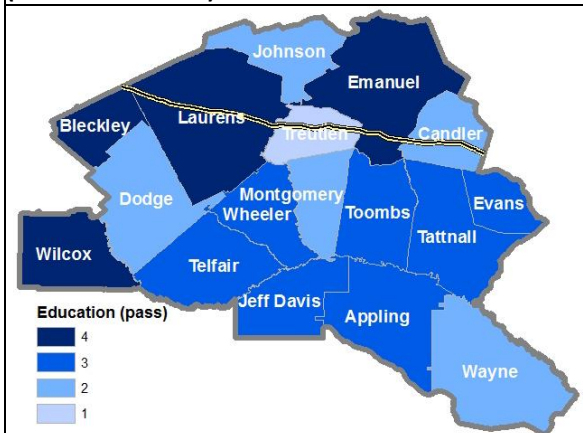 Johnson
Emanuel
Bleckley
Laurens
Treutlen
Candler
Dodge
Montgomery
Wheeler
Toombs
Evans
Tattnall
Wilcox
Telfair
Jeff Davis
Appling
Wayne
Education (pass)
4
3
2
1